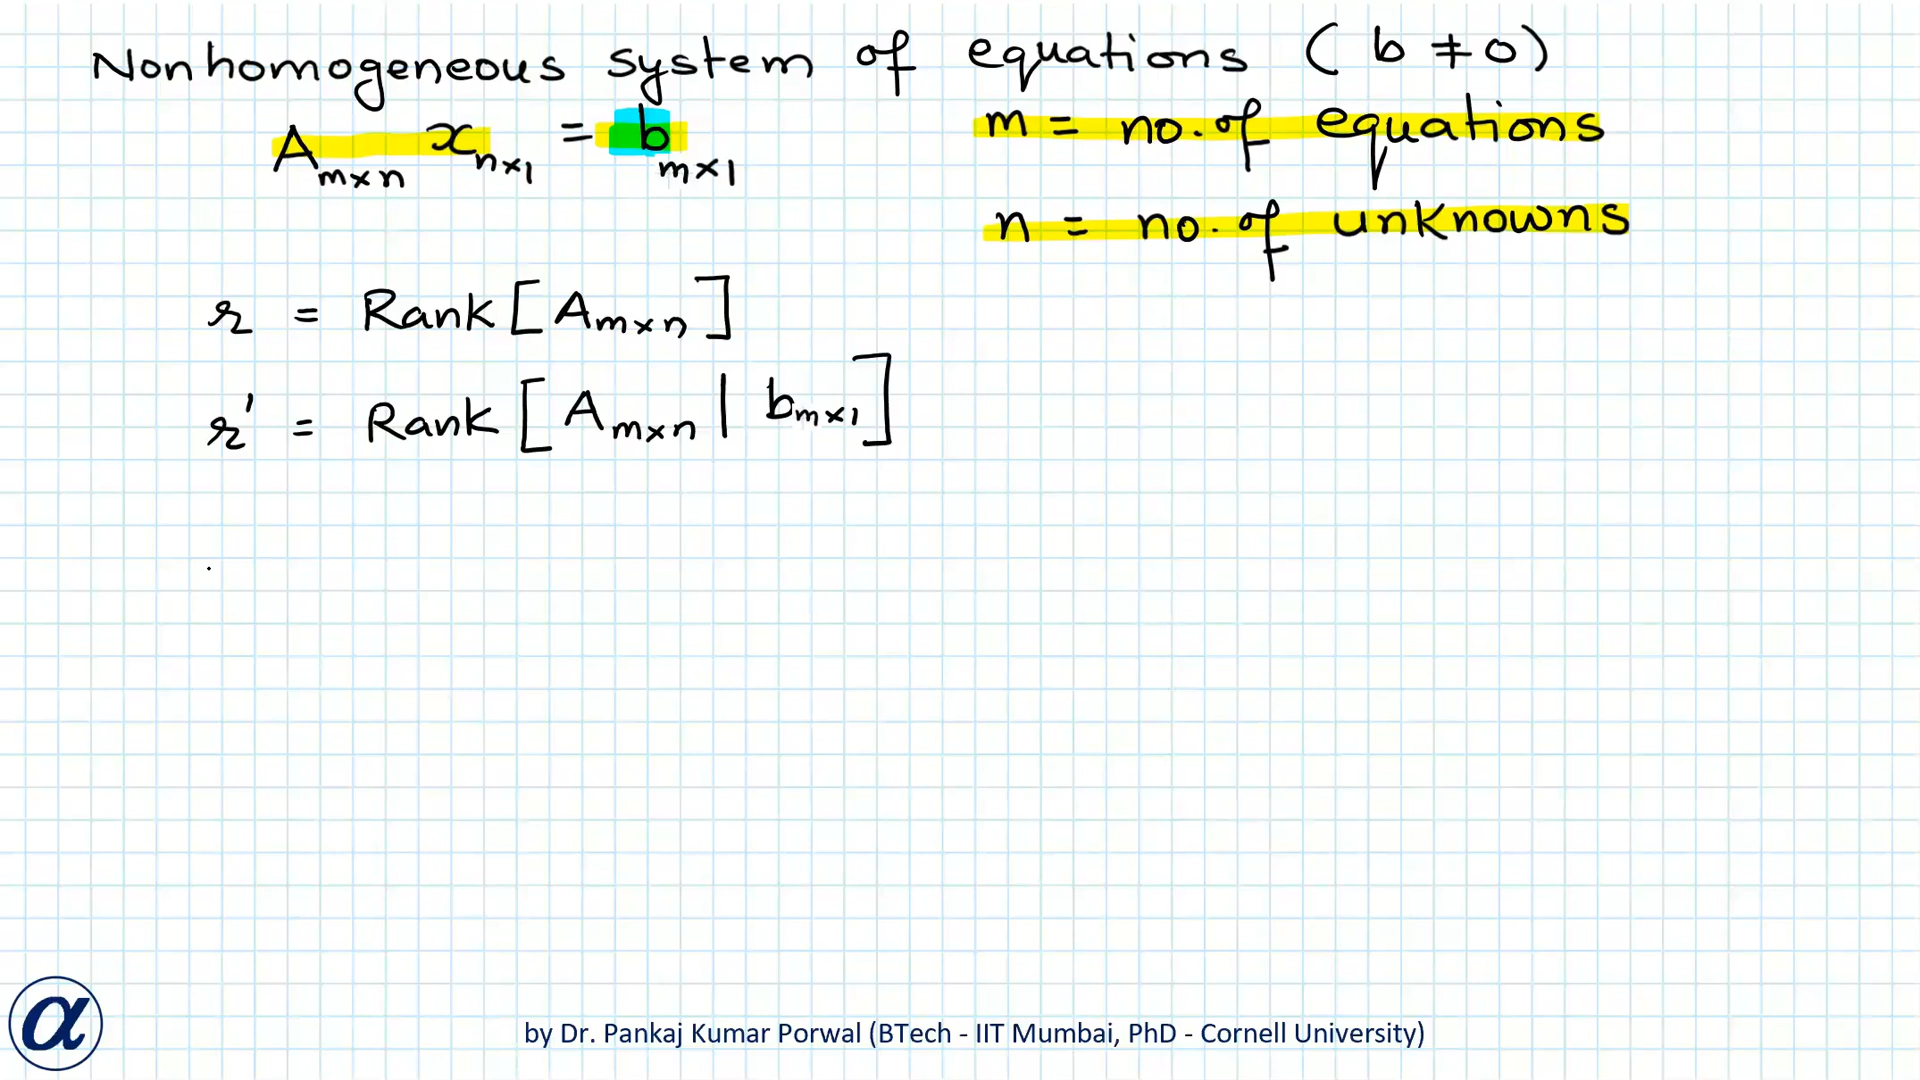 Nonhomogeneous system of equations (b ≠ 0)
A_{m×n} x_{n×1} = b_{m×1}
m = no. of equations
n = no. of unknowns
r = Rank [A_{m×n}]
r' = Rank [A_{m×n} | b_{m×1}]
α
by Dr. Pankaj Kumar Porwal (BTech - IIT Mumbai, PhD - Cornell University)